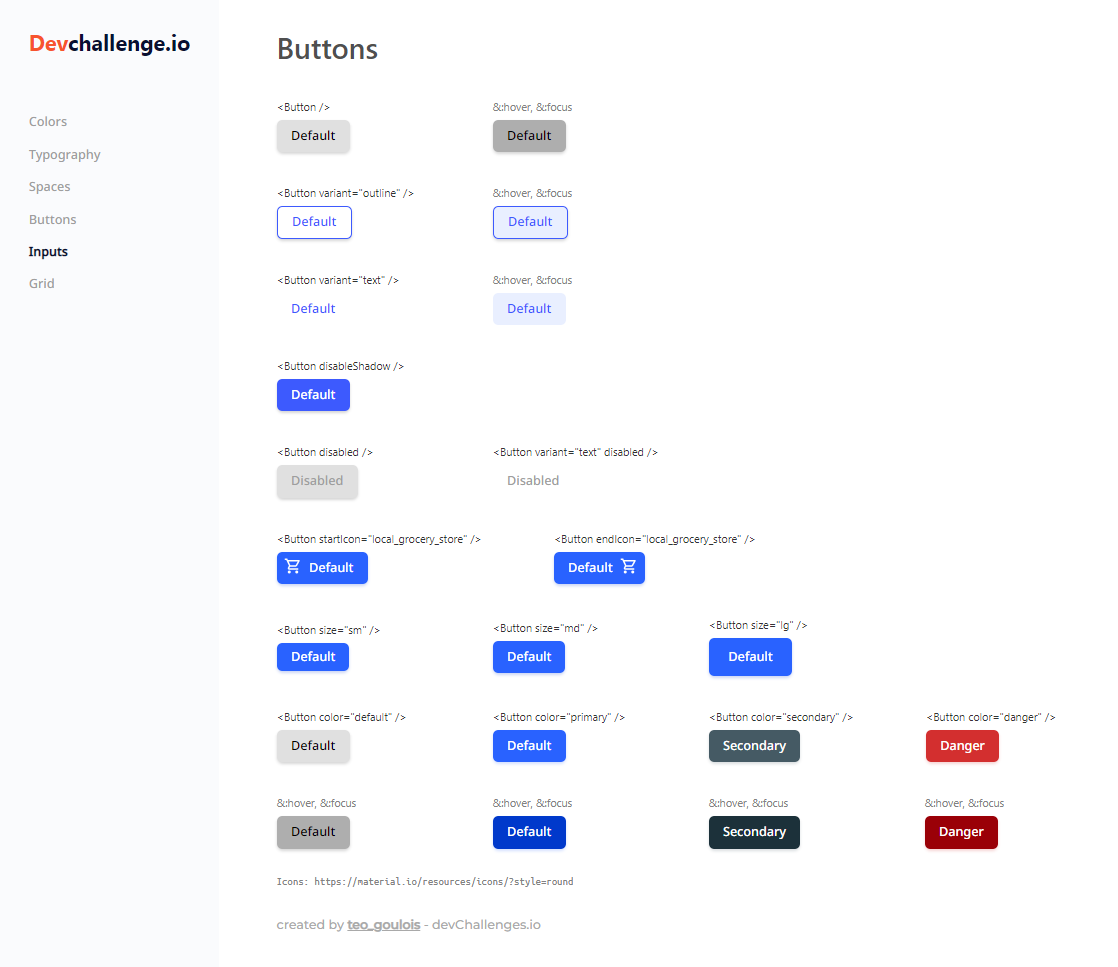 Devchallenge.io
Colors
Typography
Spaces
Buttons
Inputs
Grid
Buttons
<Button />
&:hover, &:focus
Default
Default
<Button variant="outline" />
&:hover, &:focus
Default
Default
<Button variant="text" />
&:hover, &:focus
Default
Default
<Button disableShadow />
Default
<Button disabled />
<Button variant="text" disabled />
Disabled
Disabled
<Button startIcon="local_grocery_store" />
<Button endIcon="local_grocery_store" />
Default
Default
<Button size="sm" />
<Button size="md" />
<Button size="lg" />
Default
Default
Default
<Button color="default" />
<Button color="primary" />
<Button color="secondary" />
<Button color="danger" />
Default
Default
Secondary
Danger
&:hover, &:focus
&:hover, &:focus
&:hover, &:focus
&:hover, &:focus
Default
Default
Secondary
Danger
Icons: https://material.io/resources/icons/?style=round
created by teo_goulois - devChallenges.io